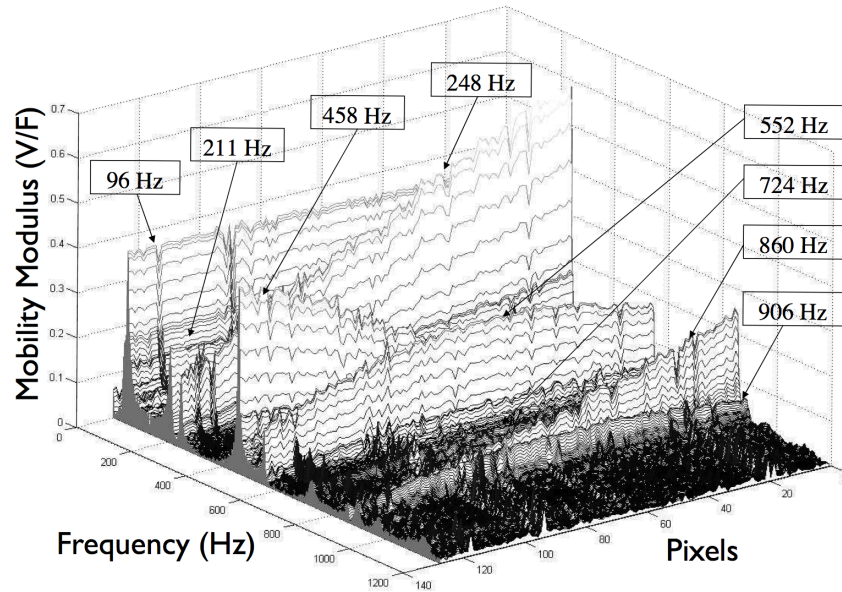 248 Hz
458 Hz
552 Hz
211 Hz
724 Hz
96 Hz
860 Hz
906 Hz
Mobility Modulus (V/F)
0.7
0.6
0.5
0.4
0.3
0.2
0.1
0
0
200
400
600
800
1000
1200
140
120
100
80
60
40
20
Frequency (Hz)
Pixels